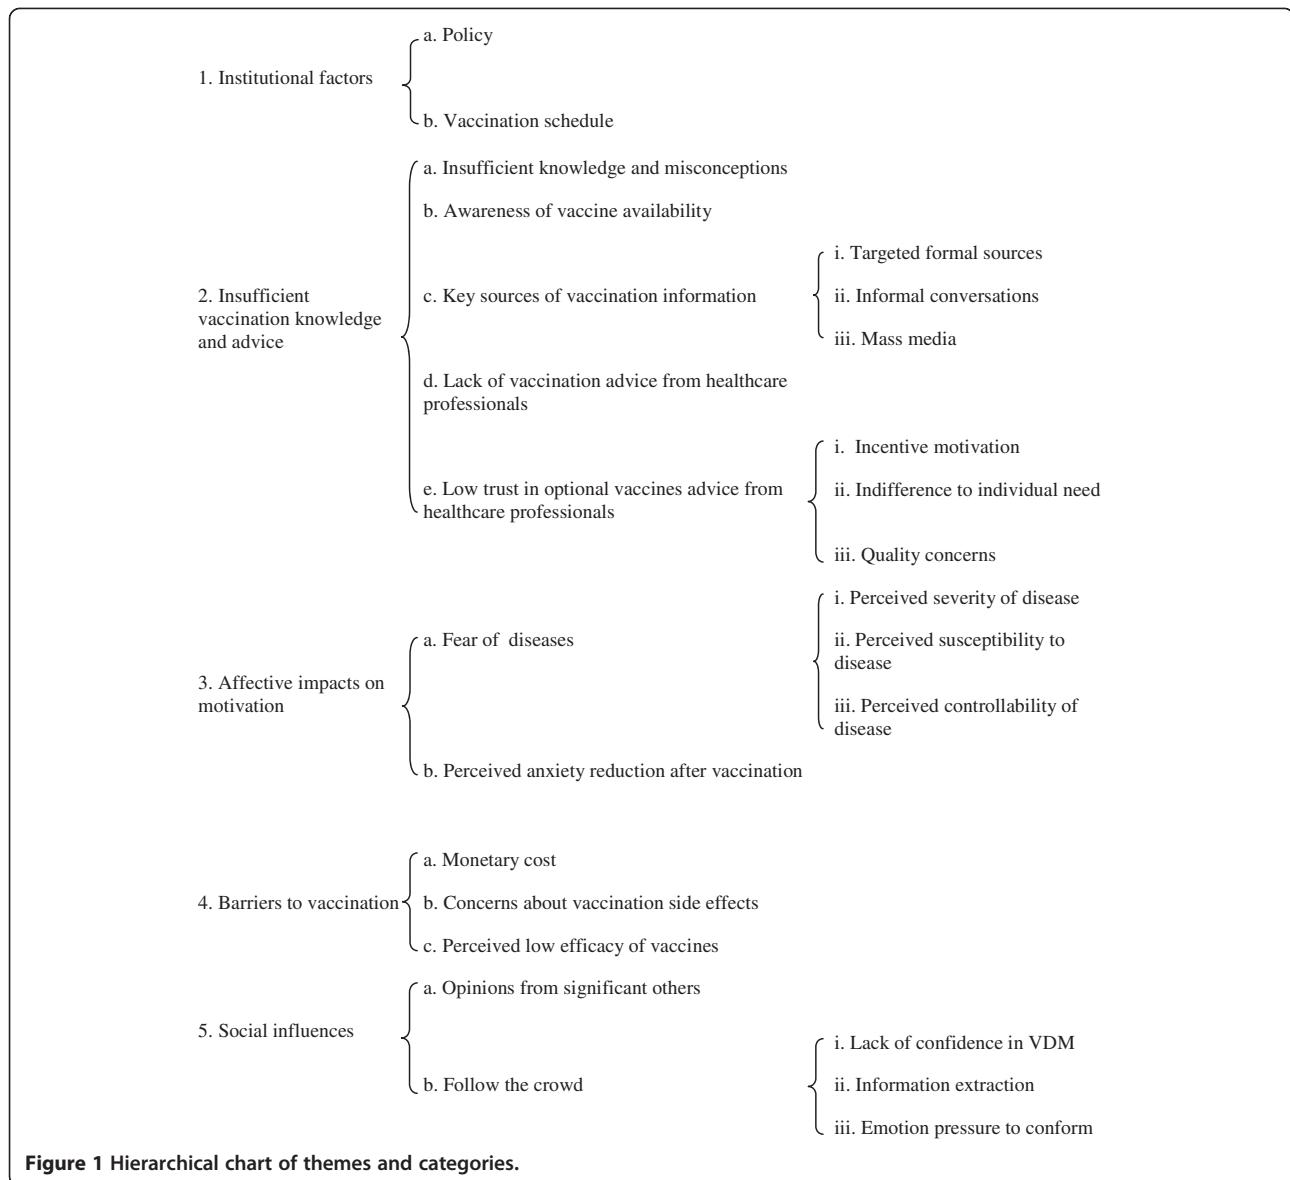 1. Institutional factors
a. Policy
b. Vaccination schedule
2. Insufficient
vaccination knowledge
and advice
a. Insufficient knowledge and misconceptions
b. Awareness of vaccine availability
c. Key sources of vaccination information
i. Targeted formal sources
ii. Informal conversations
iii. Mass media
d. Lack of vaccination advice from healthcare
professionals
e. Low trust in optional vaccines advice from
healthcare professionals
i. Incentive motivation
ii. Indifference to individual need
iii. Quality concerns
3. Affective impacts on
motivation
a. Fear of diseases
i. Perceived severity of disease
ii. Perceived susceptibility to
disease
iii. Perceived controllability of
disease
b. Perceived anxiety reduction after vaccination
4. Barriers to vaccination
a. Monetary cost
b. Concerns about vaccination side effects
c. Perceived low efficacy of vaccines
5. Social influences
a. Opinions from significant others
b. Follow the crowd
i. Lack of confidence in VDM
ii. Information extraction
iii. Emotion pressure to conform
Figure 1 Hierarchical chart of themes and categories.